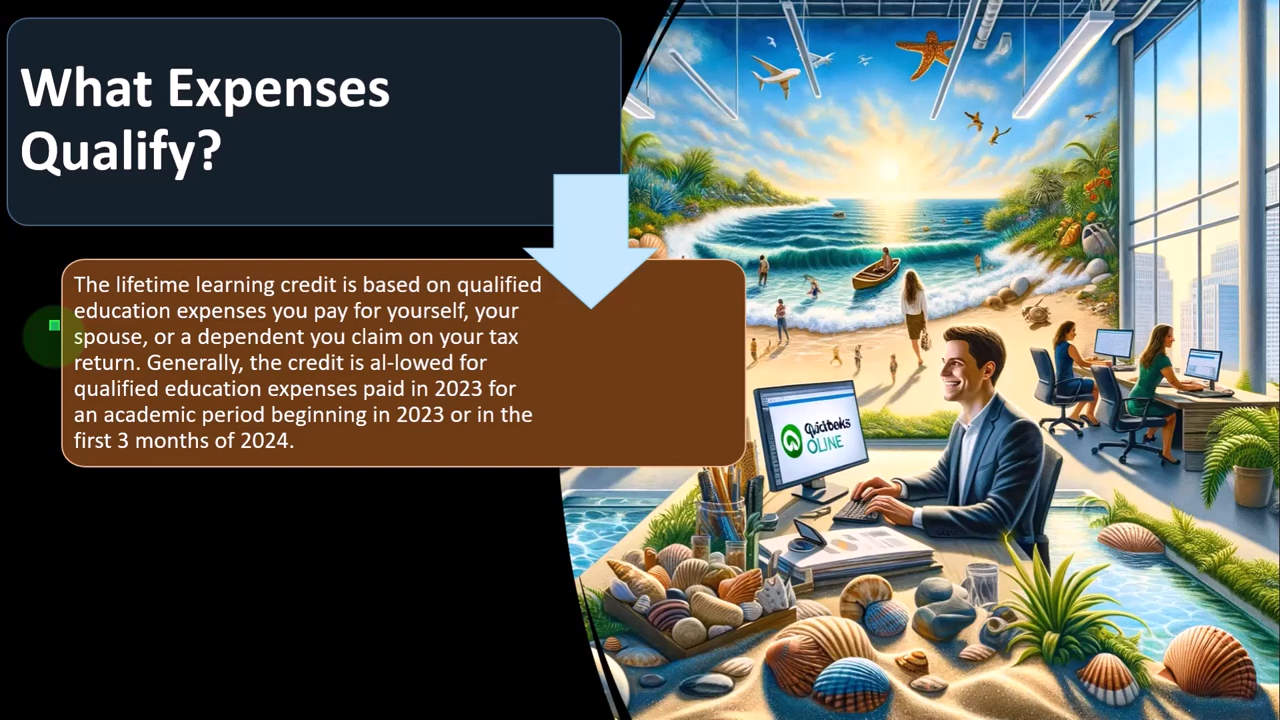 What Expenses
Qualify?
The lifetime learning credit is based on qualified
education expenses you pay for yourself, your
spouse, or a dependent you claim on your tax
return. Generally, the credit is al-lowed for
qualified education expenses paid in 2023 for
an academic period beginning in 2023 or in the
first 3 months of 2024.
OLINE